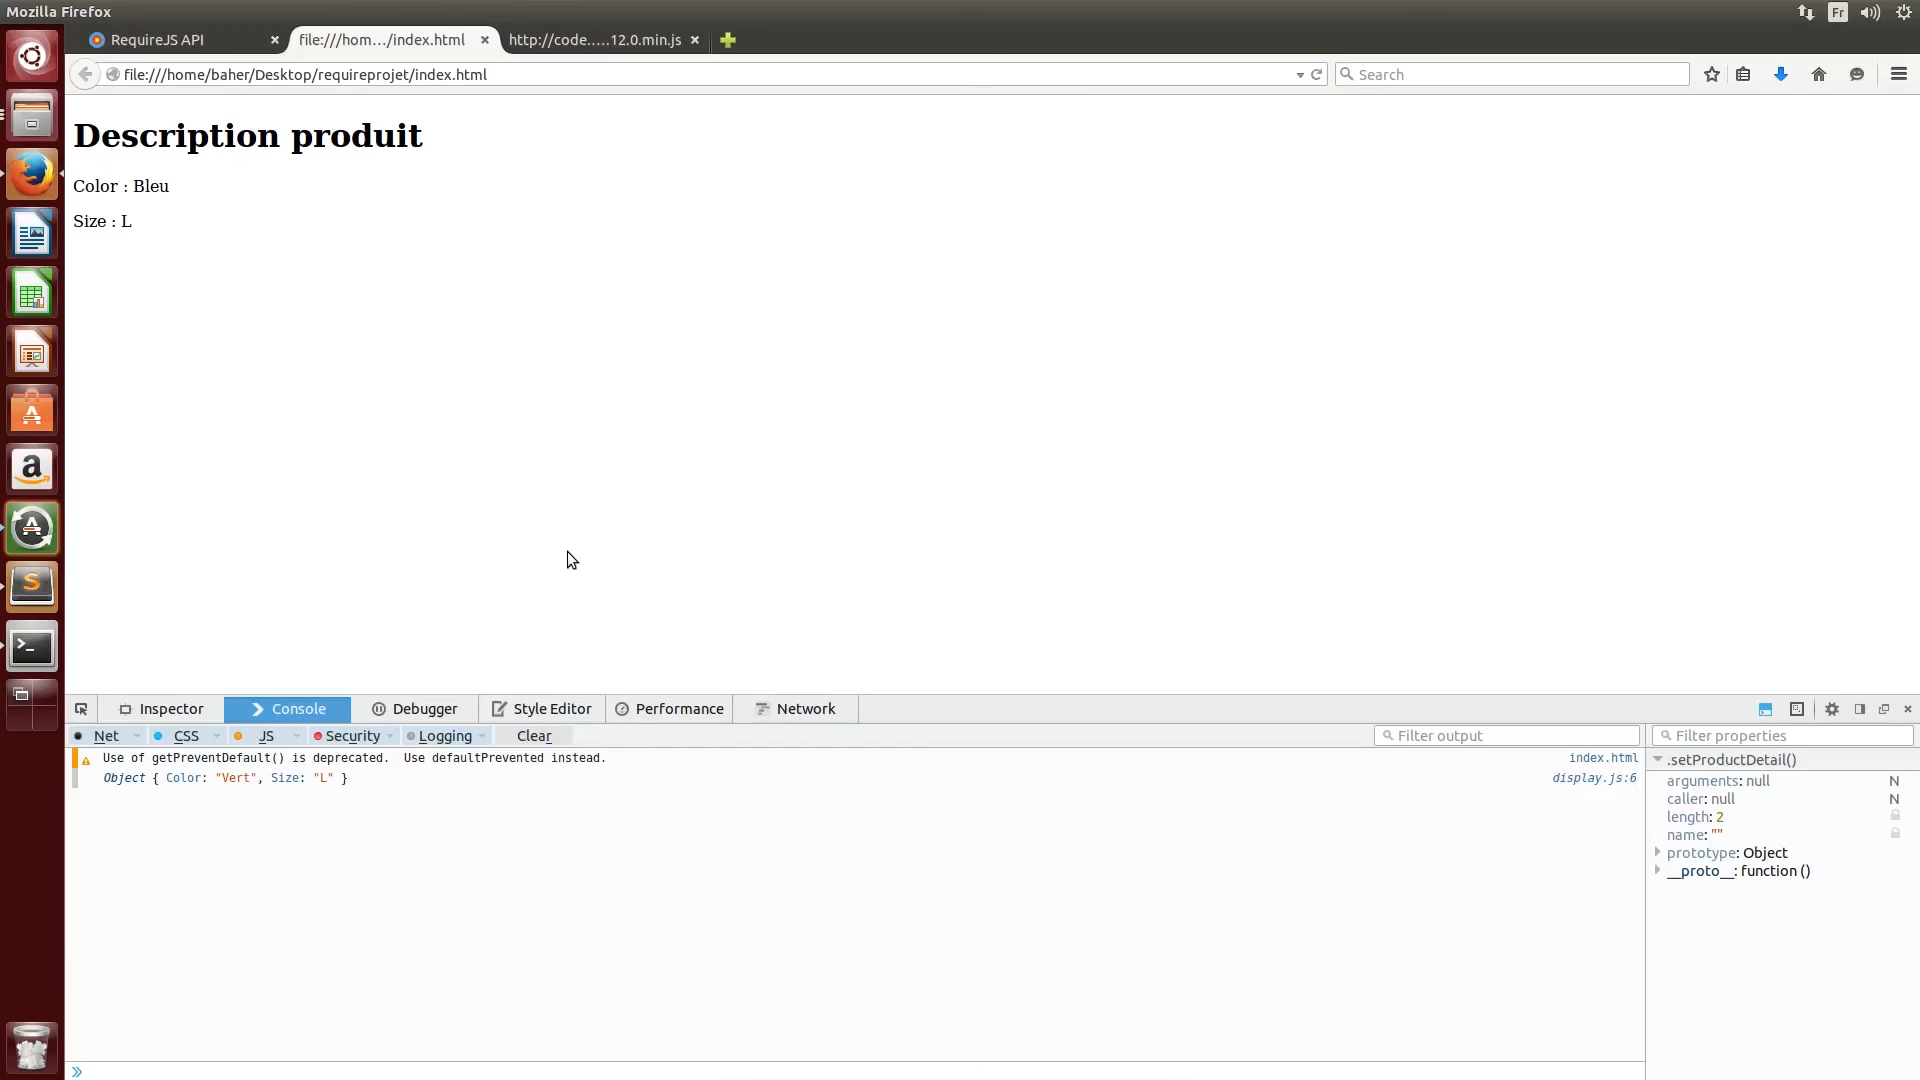 Mozilla Firefox
Fr
RequireJS API
file:///hom…/index.html
http://code.....12.0.min.js
file:///home/baher/Desktop/requireprojet/index.html
Search
Description produit
Color : Bleu
Size : L
Inspector
Console
Debugger
Style Editor
Performance
Network
Net
CSS
JS
Security
Logging
Clear
Filter output
Filter properties
Use of getPreventDefault() is deprecated.  Use defaultPrevented instead.
index.html
Object { Color: "Vert", Size: "L" }
display.js:6
.setProductDetail()
arguments: null
N
caller: null
N
length: 2
name: ""
prototype: Object
__proto__: function ()